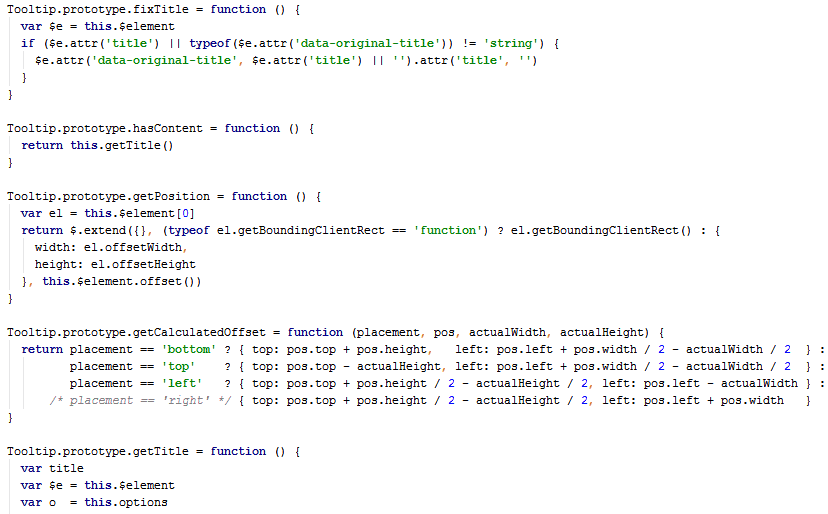 Tooltip.prototype.fixTitle = function () {
  var $e = this.$element
  if ($e.attr('title') || typeof($e.attr('data-original-title')) != 'string') {
    $e.attr('data-original-title', $e.attr('title') || '').attr('title', '')
  }
}

Tooltip.prototype.hasContent = function () {
  return this.getTitle()
}

Tooltip.prototype.getPosition = function () {
  var el = this.$element[0]
  return $.extend({}, (typeof el.getBoundingClientRect == 'function') ? el.getBoundingClientRect() : {
    width: el.offsetWidth,
    height: el.offsetHeight
  }, this.$element.offset())
}

Tooltip.prototype.getCalculatedOffset = function (placement, pos, actualWidth, actualHeight) {
  return placement == 'bottom' ? { top: pos.top + pos.height,   left: pos.left + pos.width / 2 - actualWidth / 2  } :
         placement == 'top'    ? { top: pos.top - actualHeight, left: pos.left + pos.width / 2 - actualWidth / 2  } :
         placement == 'left'   ? { top: pos.top + pos.height / 2 - actualHeight / 2, left: pos.left - actualWidth } :
      /* placement == 'right' */ { top: pos.top + pos.height / 2 - actualHeight / 2, left: pos.left + pos.width   }
}

Tooltip.prototype.getTitle = function () {
  var title
  var $e = this.$element
  var o  = this.options